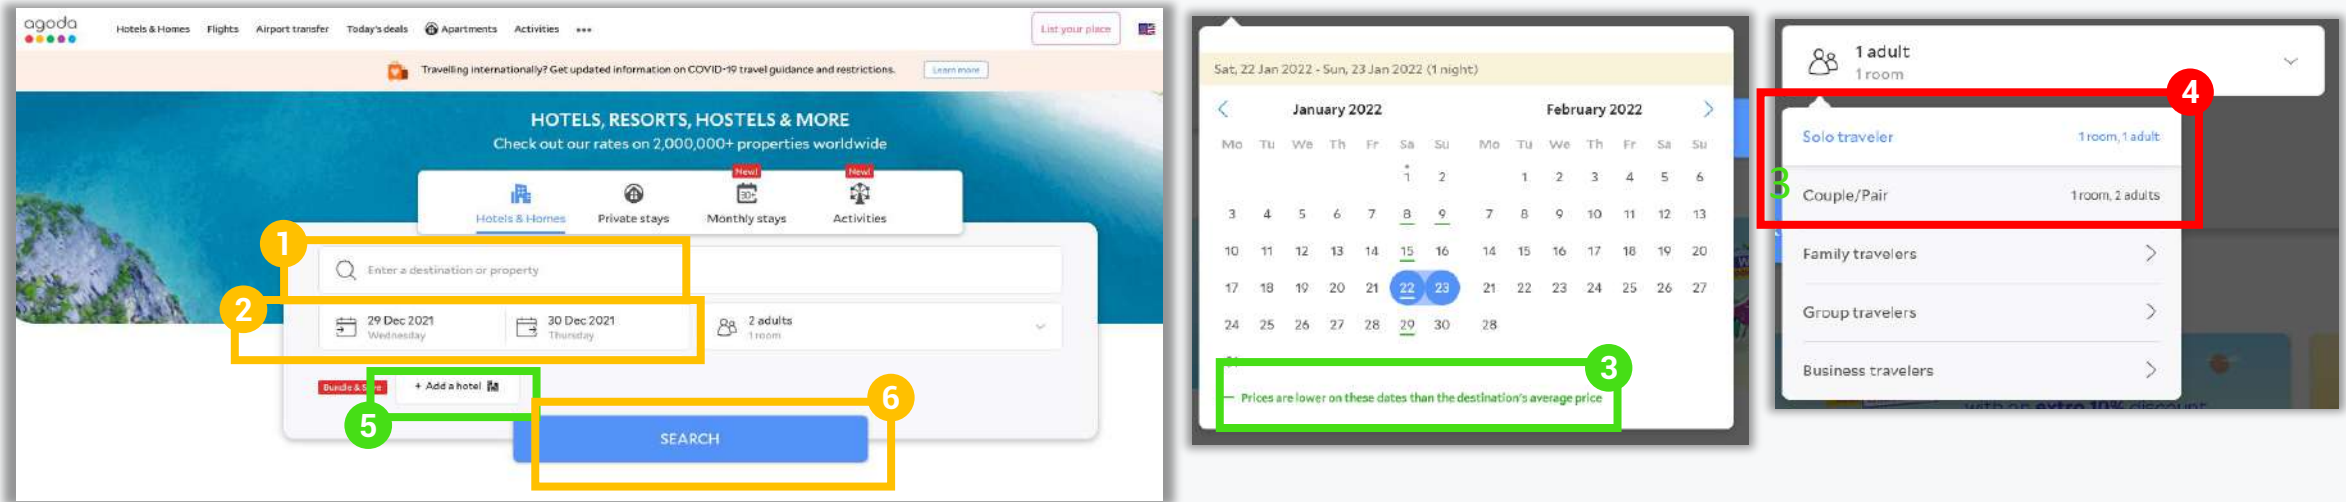 agoda
Hotels & Homes Flights Airport transfer Today's deals Apartments Activities •••
List your place
Travelling internationally? Get updated information on COVID-19 travel guidance and restrictions. Learn more
HOTELS, RESORTS, HOSTELS & MORE
Check out our rates on 2,000,000+ properties worldwide
New! New!
30+
Hotels & Homes Private stays Monthly stays Activities
1
Enter a destination or property
2
29 Dec 2021 30 Dec 2021 2 adults
Wednesday Thursday 1 room
Bundle & + Add a hotel
5
6
SEARCH
Sat, 22 Jan 2022 - Sun, 23 Jan 2022 (1 night)
January 2022 February 2022
Mo Tu We Th Fr Sa Su Mo Tu We Th Fr Sa Su
1 2 1 2 3 4 5 6
3 4 5 6 7 8 9 7 8 9 10 11 12 13
10 11 12 13 14 15 16 14 15 16 17 18 19 20
17 18 19 20 21 22 23 21 22 23 24 25 26 27
24 25 26 27 28 29 30 28
3
— Prices are lower on these dates than the destination's average price
1 adult
1 room
4
Solo traveler 1 room, 1 adult
3
Couple/Pair 1 room, 2 adults
Family travelers
Group travelers
Business travelers
with an extra 10% discount